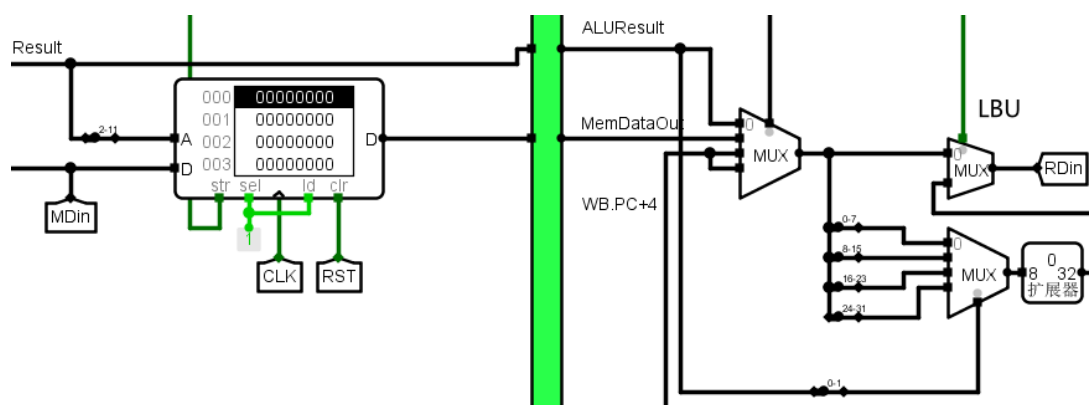 Result
ALUResult
000 00000000
001 00000000
002 00000000
003 00000000
2-11
A
D
D
str sel ld clr
1
MDin
CLK
RST
MemDataOut
WB.PC+4
0
MUX
LBU
0
MUX
RDin
0-7
8-15
16-23
24-31
0
MUX
0
8 32
扩展器
0-1